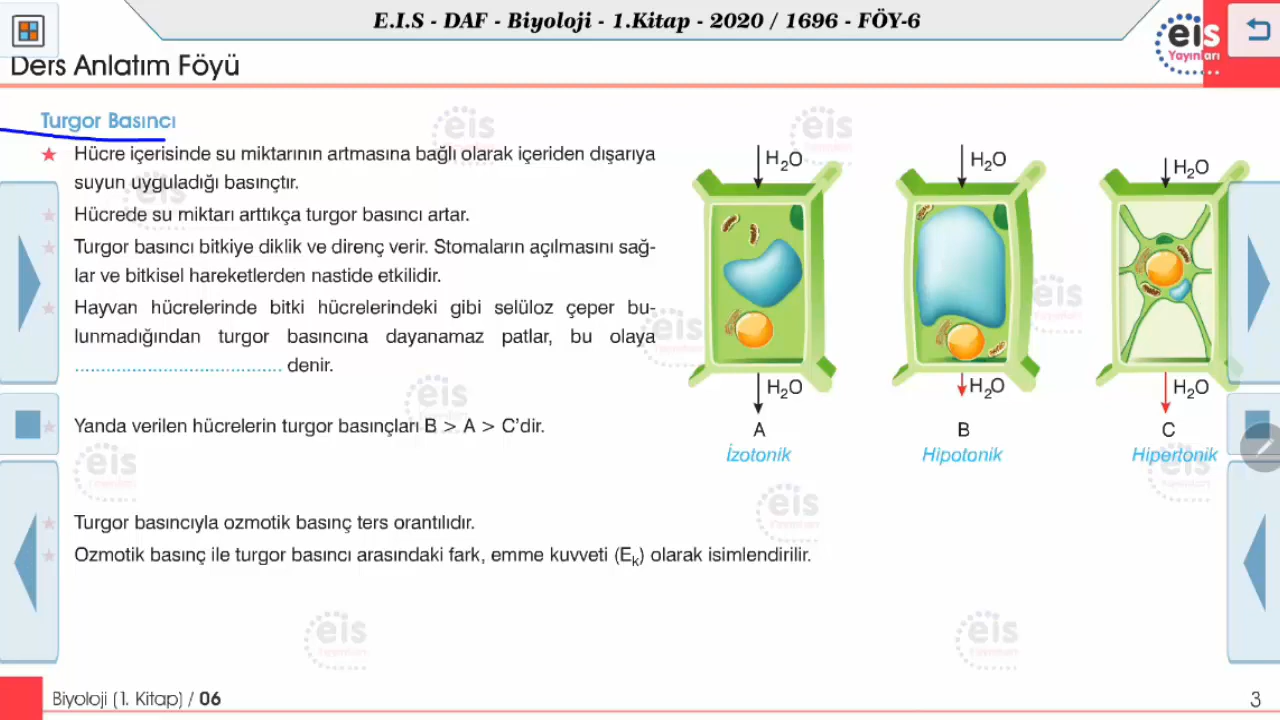 E.I.S - DAF - Biyoloji - 1.Kitap - 2020 / 1696 - FÖY-6
eis
Yayınları
Ders Anlatım Föyü
Turgor Basıncı
Hücre içerisinde su miktarının artmasına bağlı olarak içeriden dışarıya
suyun uyguladığı basınçtır.
Hücrede su miktarı arttıkça turgor basıncı artar.
Turgor basıncı bitkiye diklik ve direnç verir. Stomaların açılmasını sağ-
lar ve bitkisel hareketlerden nastide etkilidir.
Hayvan hücrelerinde bitki hücrelerindeki gibi selüloz çeper bu-
lunmadığından turgor basıncına dayanamaz patlar, bu olaya
....................................... denir.
Yanda verilen hücrelerin turgor basınçları B > A > C'dir.
H₂O H₂O H₂O
H₂O H₂O H₂O
A B C
İzotonik Hipotonik Hipertonik
Turgor basıncıyla ozmotik basınç ters orantılıdır.
Ozmotik basınç ile turgor basıncı arasındaki fark, emme kuvveti (Eₖ) olarak isimlendirilir.
Biyoloji (1. Kitap) / 06
3